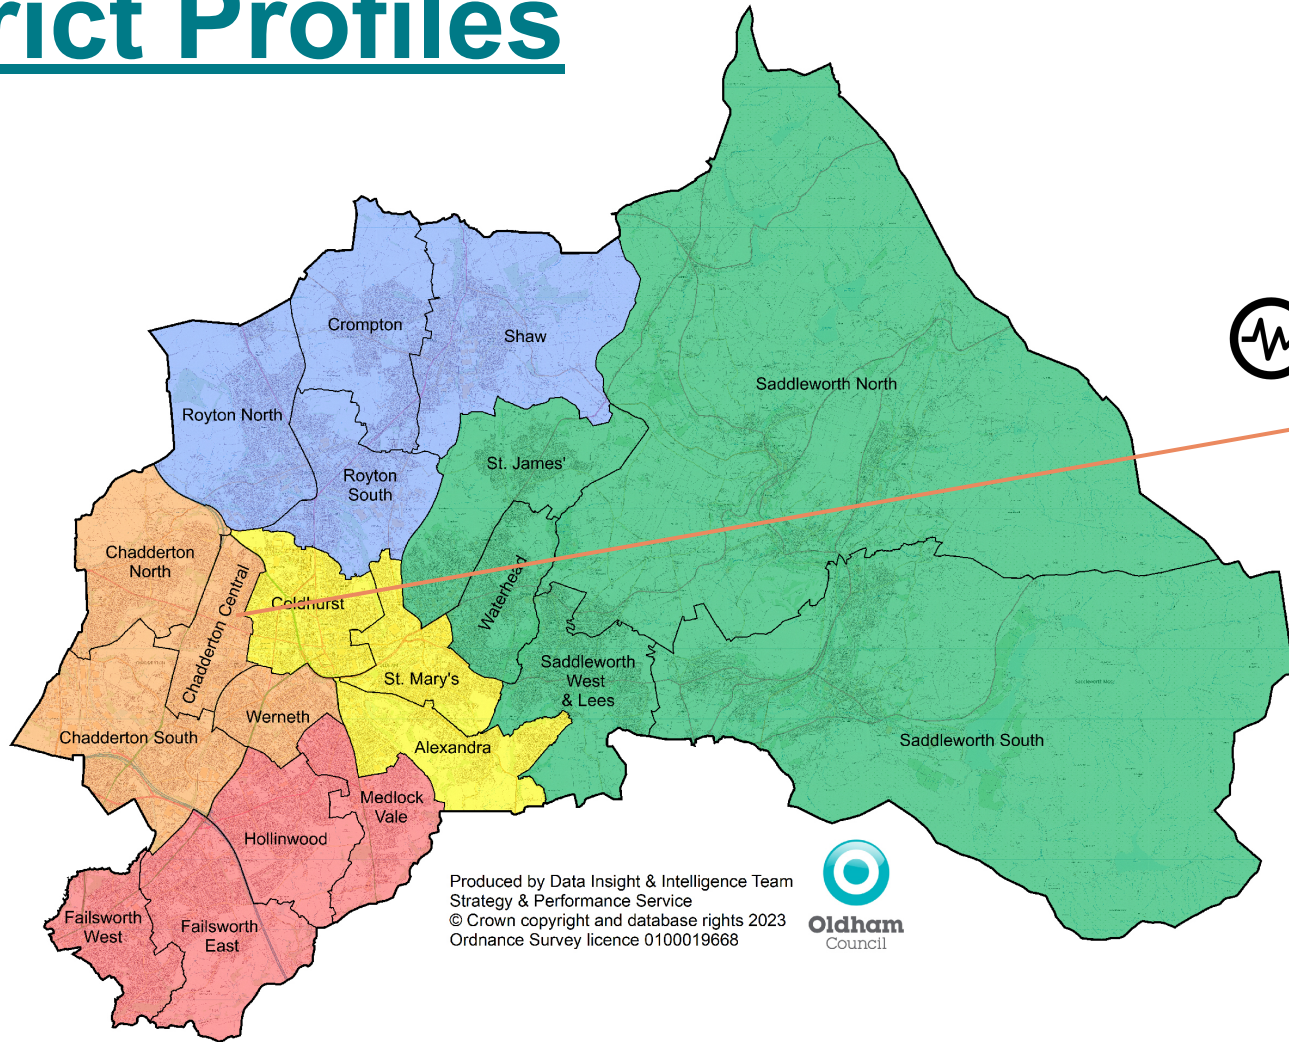 rict Profiles
Crompton
Shaw
Saddleworth North
Royton North
St. James'
Royton
South
Chadderton
North
Chadderton Central
Coldhurst
Waterhead
Saddleworth
West
& Lees
St. Mary's
Werneth
Chadderton South
Alexandra
Saddleworth South
Medlock
Vale
Hollinwood
Failsworth
West
Failsworth
East
Produced by Data Insight & Intelligence Team
Strategy & Performance Service
© Crown copyright and database rights 2023
Ordnance Survey licence 0100019668
Oldham
Council